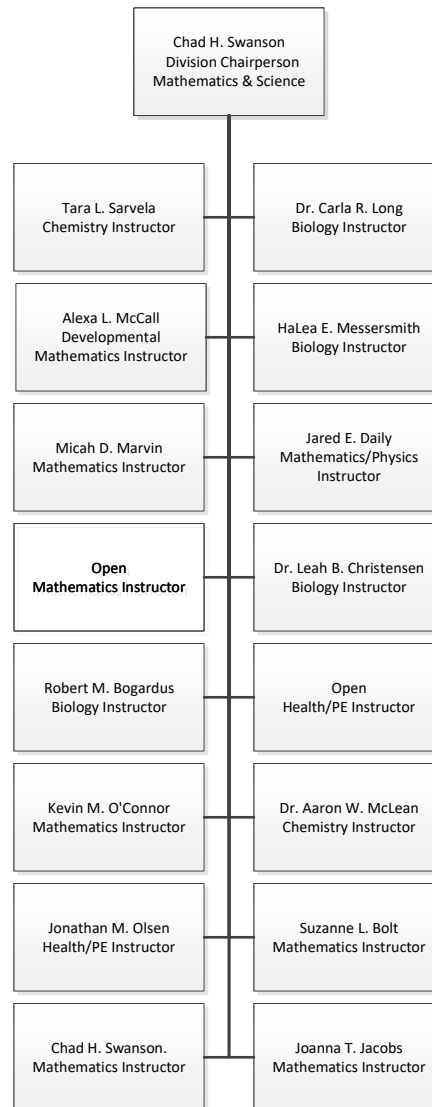 Chad H. Swanson
Division Chairperson
Mathematics & Science
Tara L. Sarvela
Chemistry Instructor
Dr. Carla R. Long
Biology Instructor
Alexa L. McCall
Developmental
Mathematics Instructor
HaLea E. Messersmith
Biology Instructor
Micah D. Marvin
Mathematics Instructor
Jared E. Daily
Mathematics/Physics
Instructor
Open
Mathematics Instructor
Dr. Leah B. Christensen
Biology Instructor
Robert M. Bogardus
Biology Instructor
Open
Health/PE Instructor
Kevin M. O'Connor
Mathematics Instructor
Dr. Aaron W. McLean
Chemistry Instructor
Jonathan M. Olsen
Health/PE Instructor
Suzanne L. Bolt
Mathematics Instructor
Chad H. Swanson.
Mathematics Instructor
Joanna T. Jacobs
Mathematics Instructor